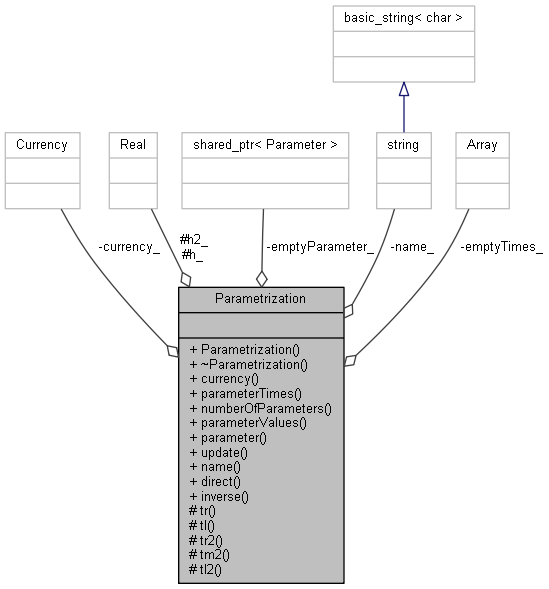 basic_string< char >
Currency
Real
shared_ptr< Parameter >
string
Array
-currency_
#h2_
#h_
-emptyParameter_
-name_
-emptyTimes_
Parametrization
+ Parametrization()
+ ~Parametrization()
+ currency()
+ parameterTimes()
+ numberOfParameters()
+ parameterValues()
+ parameter()
+ update()
+ name()
+ direct()
+ inverse()
# tr()
# tl()
# tr2()
# tm2()
# tl2()